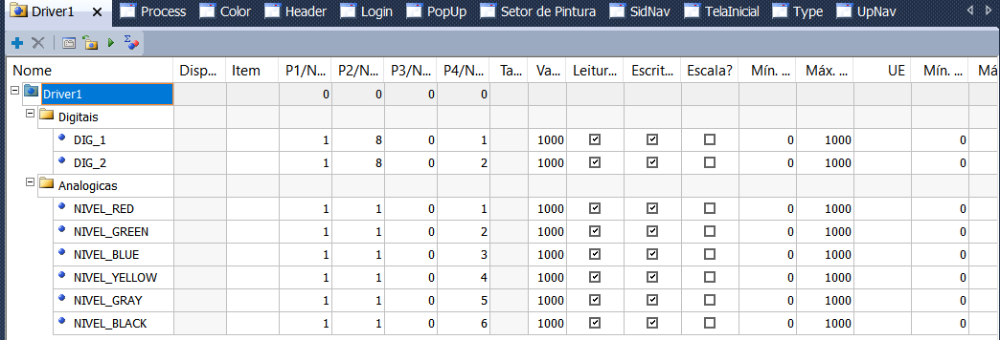 Driver1 Process Color Header Login PopUp Setor de Pintura SidNav TelaInicial Type UpNav
Nome Disp... Item P1/N... P2/N... P3/N... P4/N... Ta... Va... Leitur... Escrit... Escala? Mín. ... Máx. ... UE Mín. ... Má
Driver1 0 0 0 0
Digitais
DIG_1 1 8 0 1 1000 0 1000 0
DIG_2 1 8 0 2 1000 0 1000 0
Analogicas
NIVEL_RED 1 1 0 1 1000 0 1000 0
NIVEL_GREEN 1 1 0 2 1000 0 1000 0
NIVEL_BLUE 1 1 0 3 1000 0 1000 0
NIVEL_YELLOW 1 1 0 4 1000 0 1000 0
NIVEL_GRAY 1 1 0 5 1000 0 1000 0
NIVEL_BLACK 1 1 0 6 1000 0 1000 0